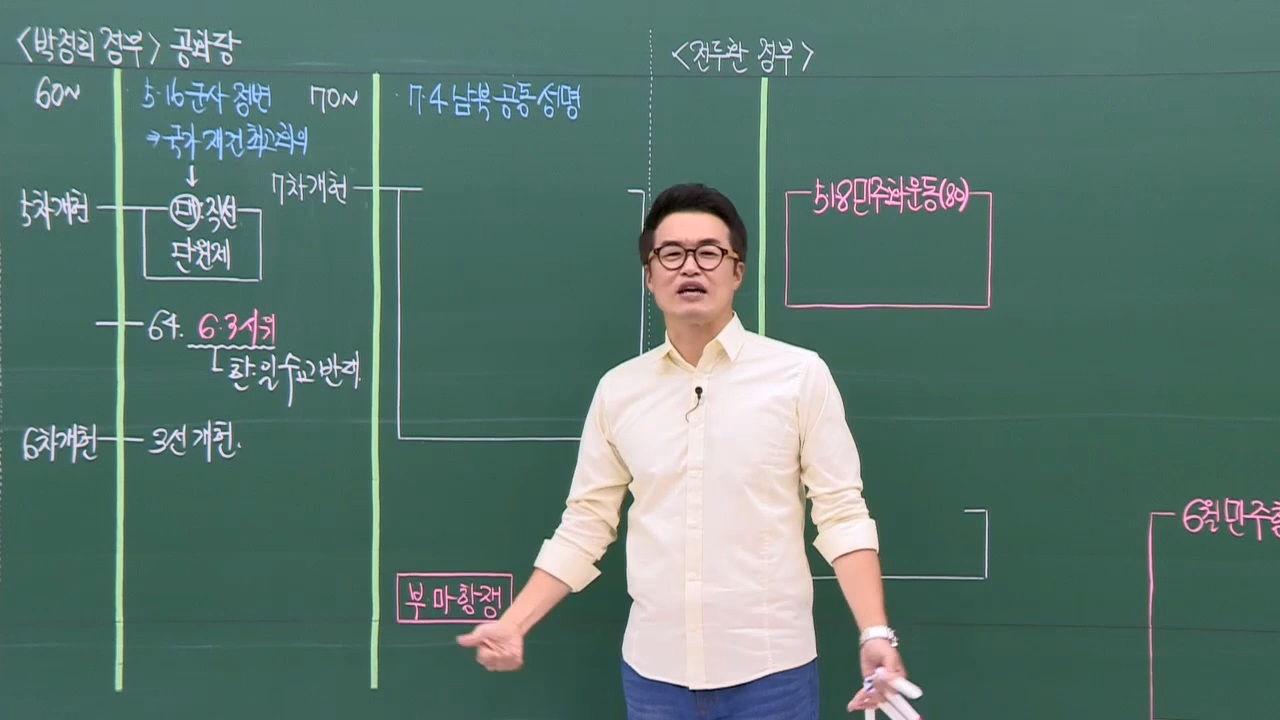 <박정희 정부> 공화당
60~
5·16 군사 정변
→ 국가 재건 최고회의
↓
5차개헌
대·직선
단원제
64. 6·3시위
한·일 수교 반대
6차개헌
3선 개헌.
70~
7·4 남북 공동 성명
7차개헌
부 마 항쟁
<전두환 정부>
5·18 민주화 운동(80)
6월 민주